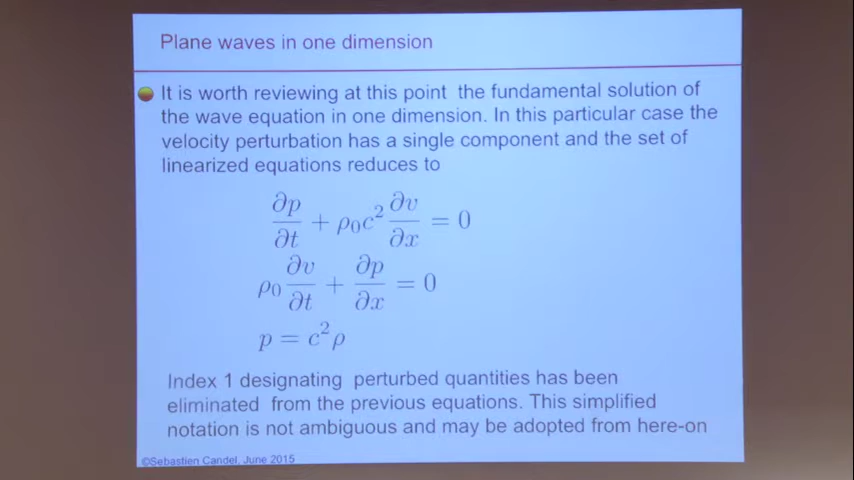 Plane waves in one dimension
It is worth reviewing at this point the fundamental solution of
the wave equation in one dimension. In this particular case the
velocity perturbation has a single component and the set of
linearized equations reduces to
∂p/∂t + ρ₀c² ∂v/∂x = 0
ρ₀ ∂v/∂t + ∂p/∂x = 0
p = c²ρ
Index 1 designating perturbed quantities has been
eliminated from the previous equations. This simplified
notation is not ambiguous and may be adopted from here-on
©Sebastien Candel, June 2015